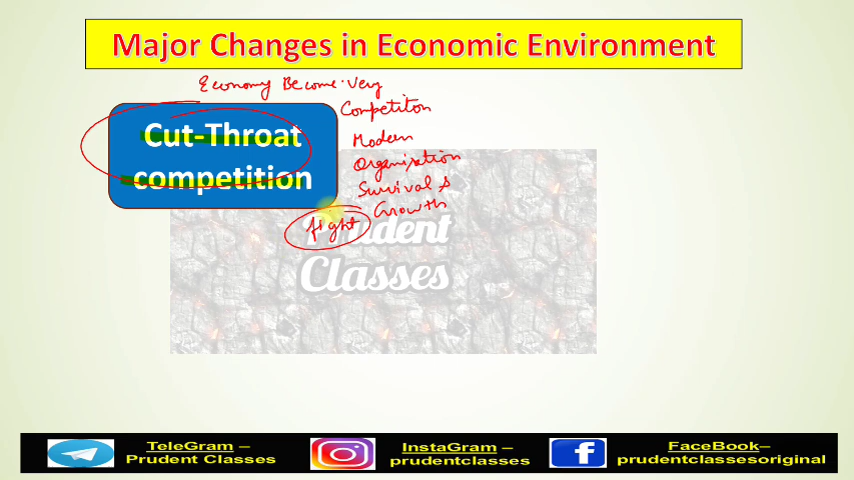 Major Changes in Economic Environment
Economy Become Very
Competiton
Cut-Throat
competition
Modern
Organization
Survival &
Growth
fight
Prudent
Classes
TeleGram –
Prudent Classes
InstaGram –
prudentclasses
FaceBook–
prudentclassesoriginal